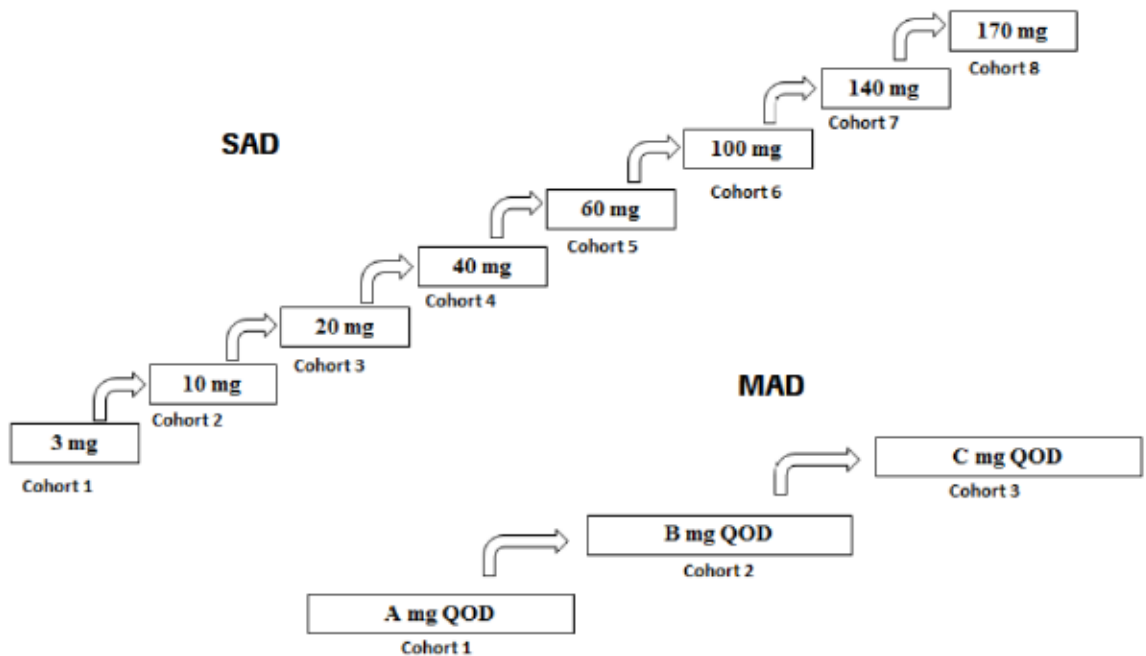 SAD
3 mg
Cohort 1
10 mg
Cohort 2
20 mg
Cohort 3
40 mg
Cohort 4
60 mg
Cohort 5
100 mg
Cohort 6
140 mg
Cohort 7
170 mg
Cohort 8
MAD
A mg QOD
Cohort 1
B mg QOD
Cohort 2
C mg QOD
Cohort 3